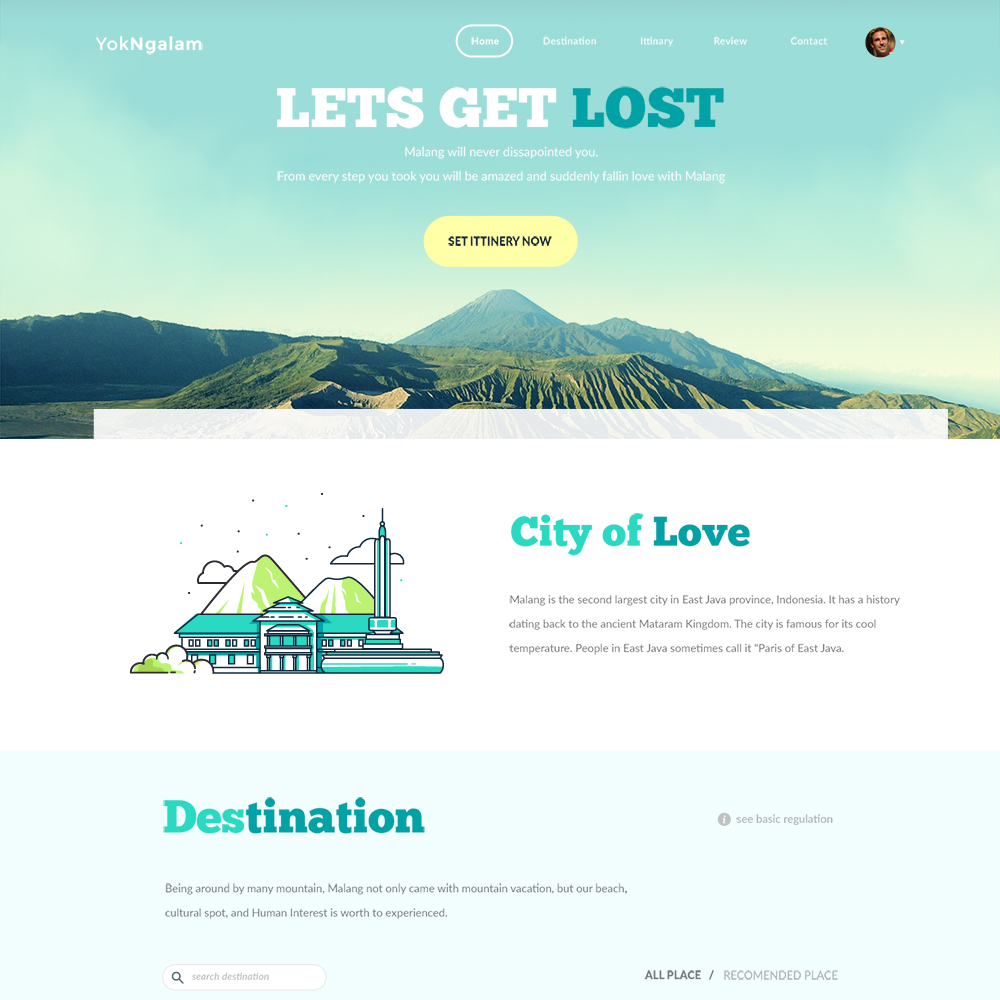 YokNgalam
Home
Destination
Ittinary
Review
Contact
LETS GET LOST
Malang will never dissapointed you.
From every step you took you will be amazed and suddenly fallin love with Malang
SET ITTINERY NOW
City of Love
Malang is the second largest city in East Java province, Indonesia. It has a history
dating back to the ancient Mataram Kingdom. The city is famous for its cool
temperature. People in East Java sometimes call it "Paris of East Java.
Destination
i see basic regulation
Being around by many mountain, Malang not only came with mountain vacation, but our beach,
cultural spot, and Human Interest is worth to experienced.
search destination
ALL PLACE / RECOMENDED PLACE